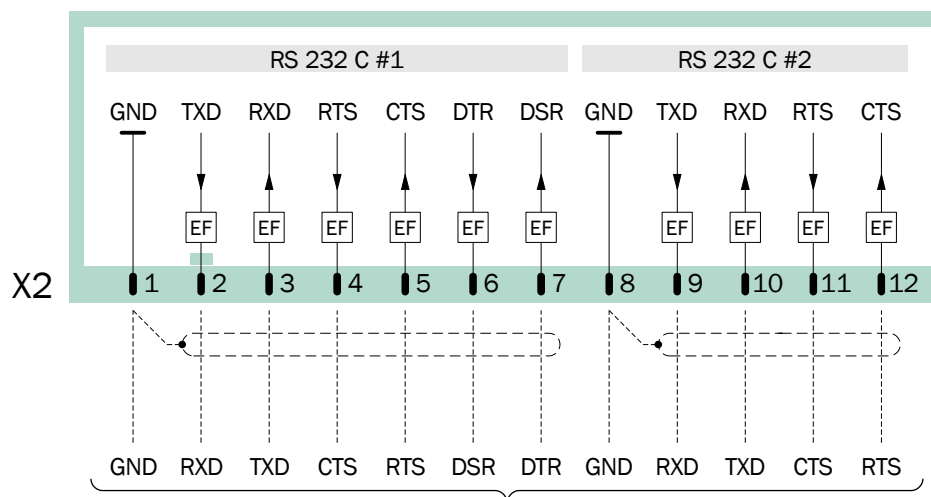 RS 232 C #1 RS 232 C #2
GND TXD RXD RTS CTS DTR DSR GND TXD RXD RTS CTS
EF EF EF EF EF EF EF EF EF EF
X2 1 2 3 4 5 6 7 8 9 10 11 12
GND RXD TXD CTS RTS DSR DTR GND RXD TXD CTS RTS